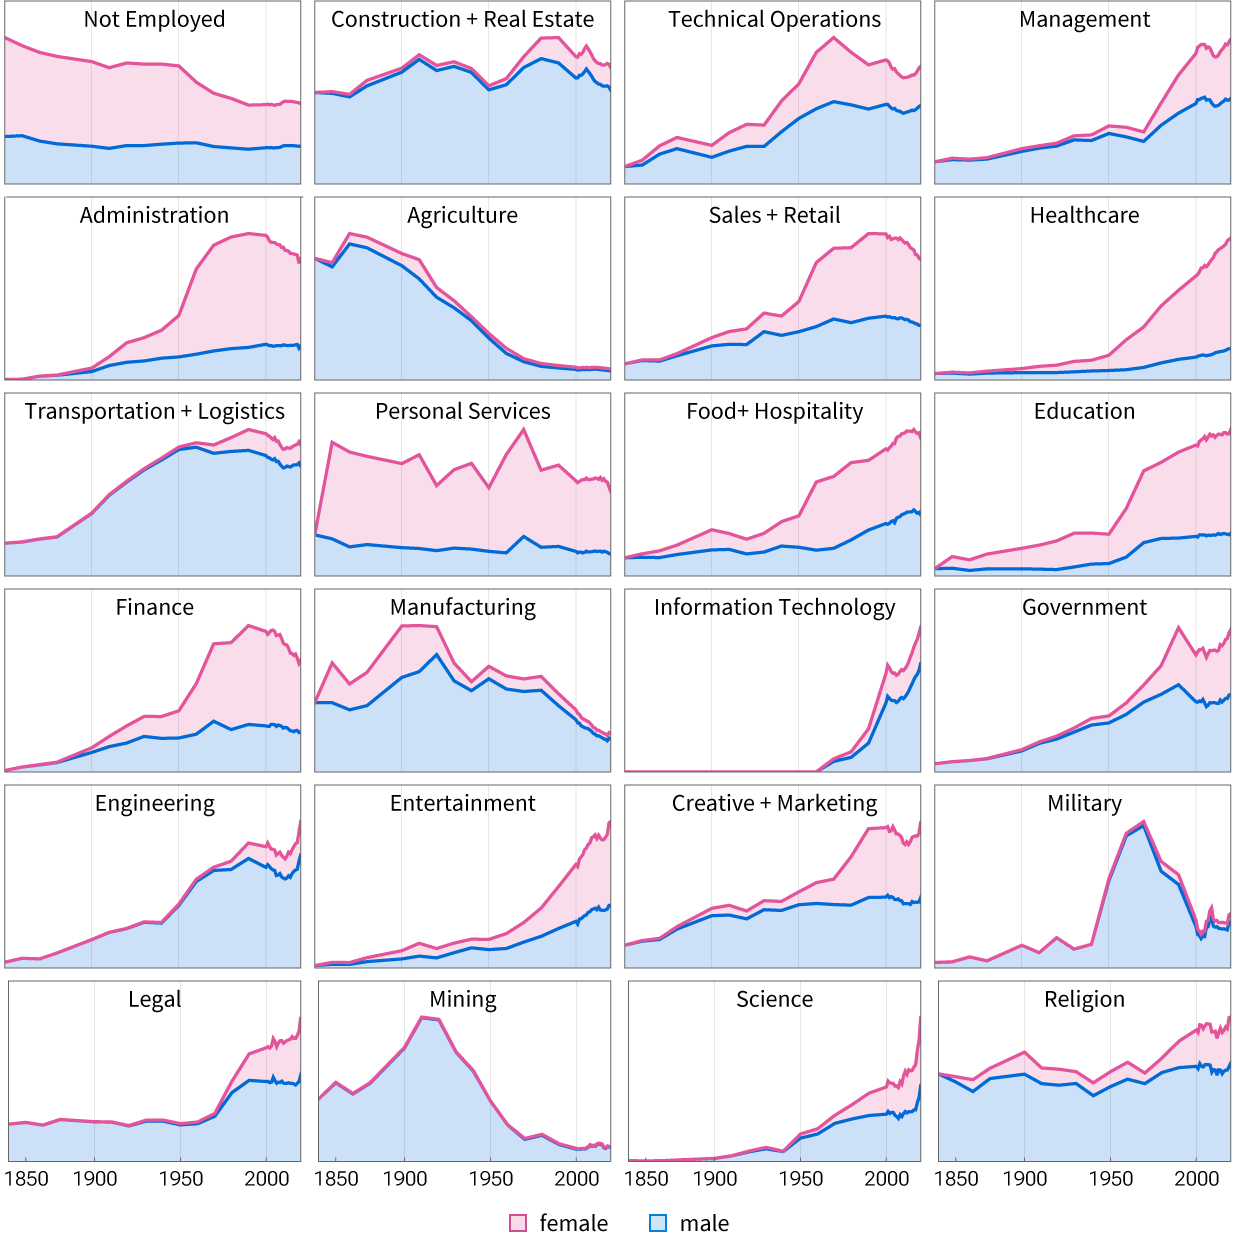 Not Employed
Construction + Real Estate
Technical Operations
Management
Administration
Agriculture
Sales + Retail
Healthcare
Transportation + Logistics
Personal Services
Food+ Hospitality
Education
Finance
Manufacturing
Information Technology
Government
Engineering
Entertainment
Creative + Marketing
Military
Legal
Mining
Science
Religion
1850 1900 1950 2000
1850 1900 1950 2000
1850 1900 1950 2000
1850 1900 1950 2000
female male